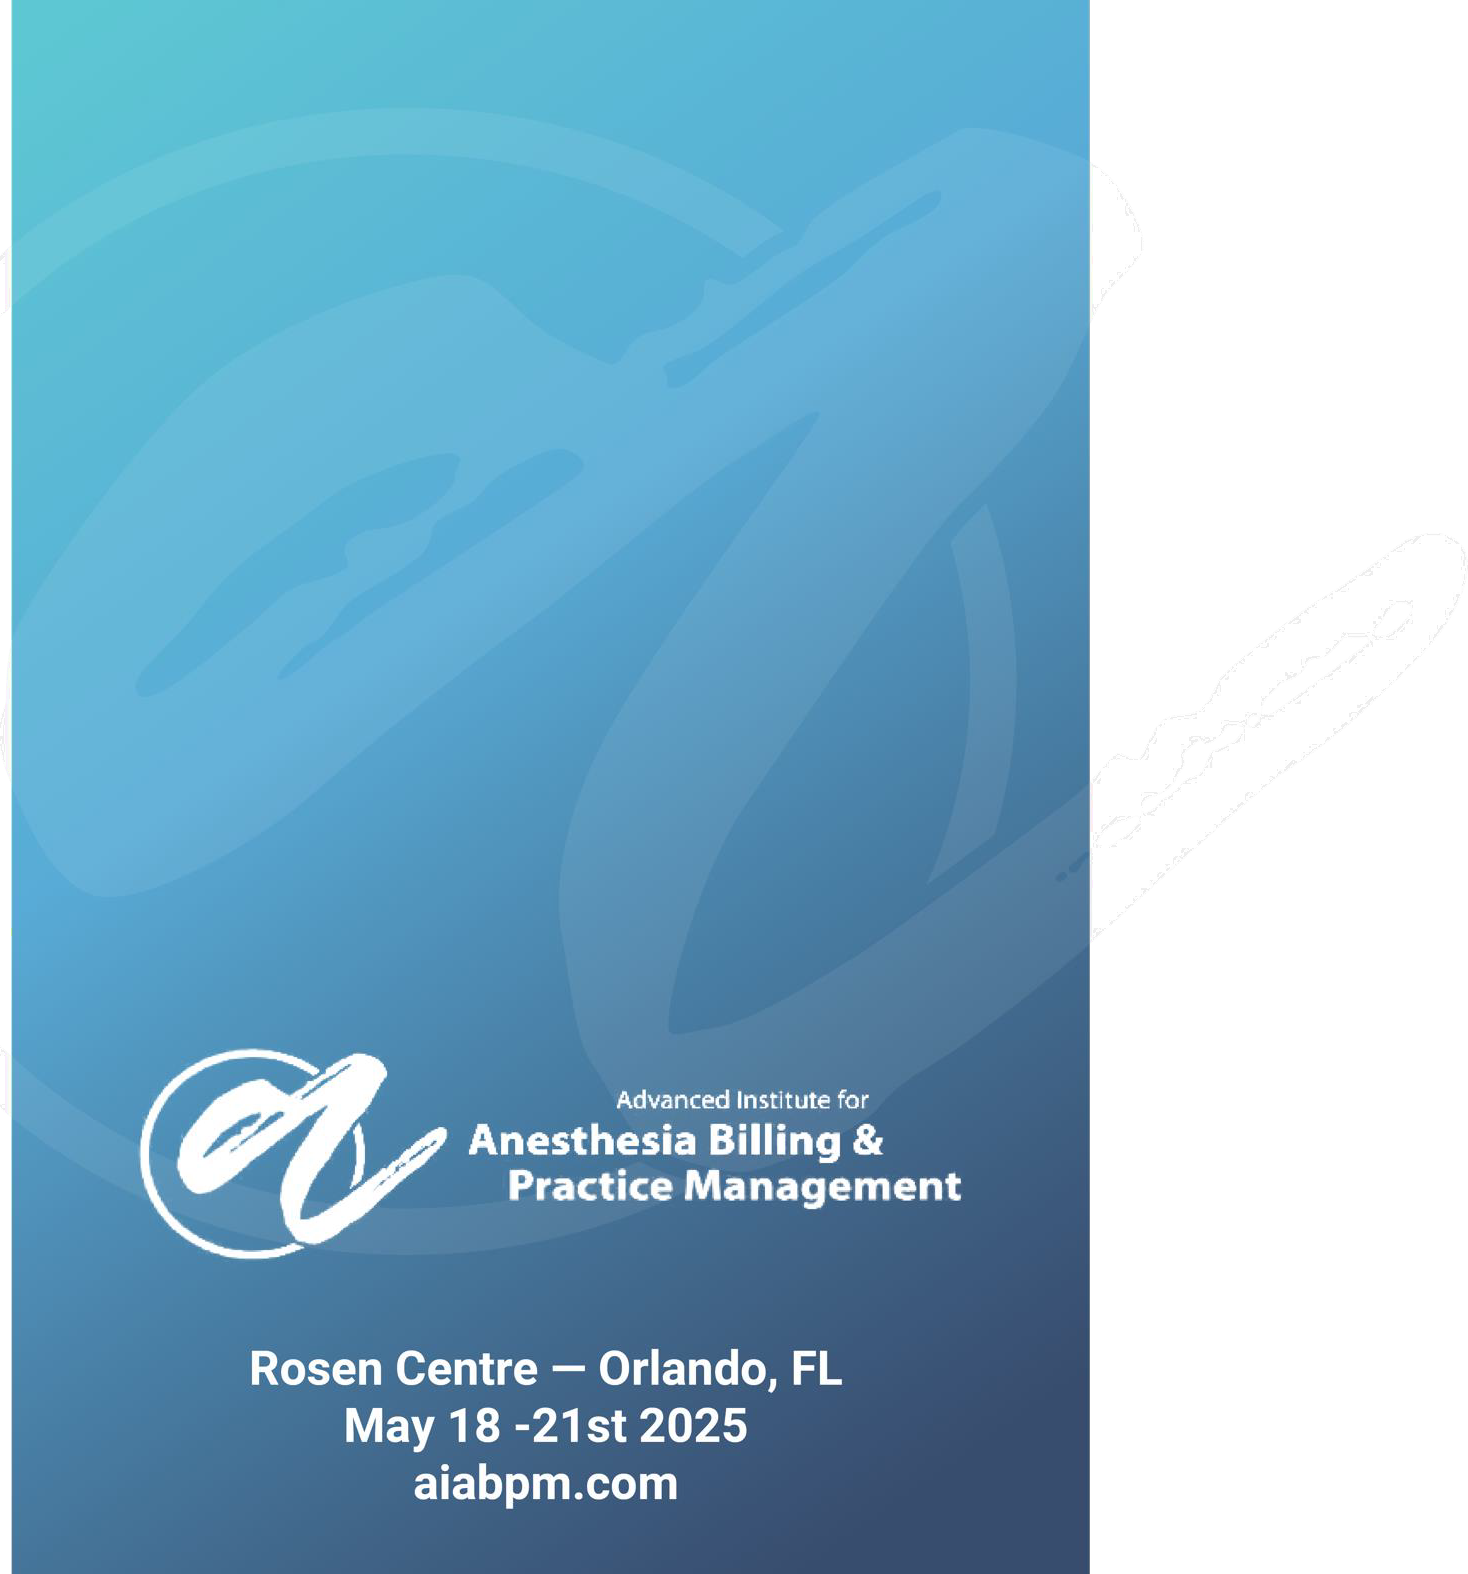 Advanced Institute for
Anesthesia Billing &
Practice Management
Rosen Centre — Orlando, FL
May 18 -21st 2025
aiabpm.com